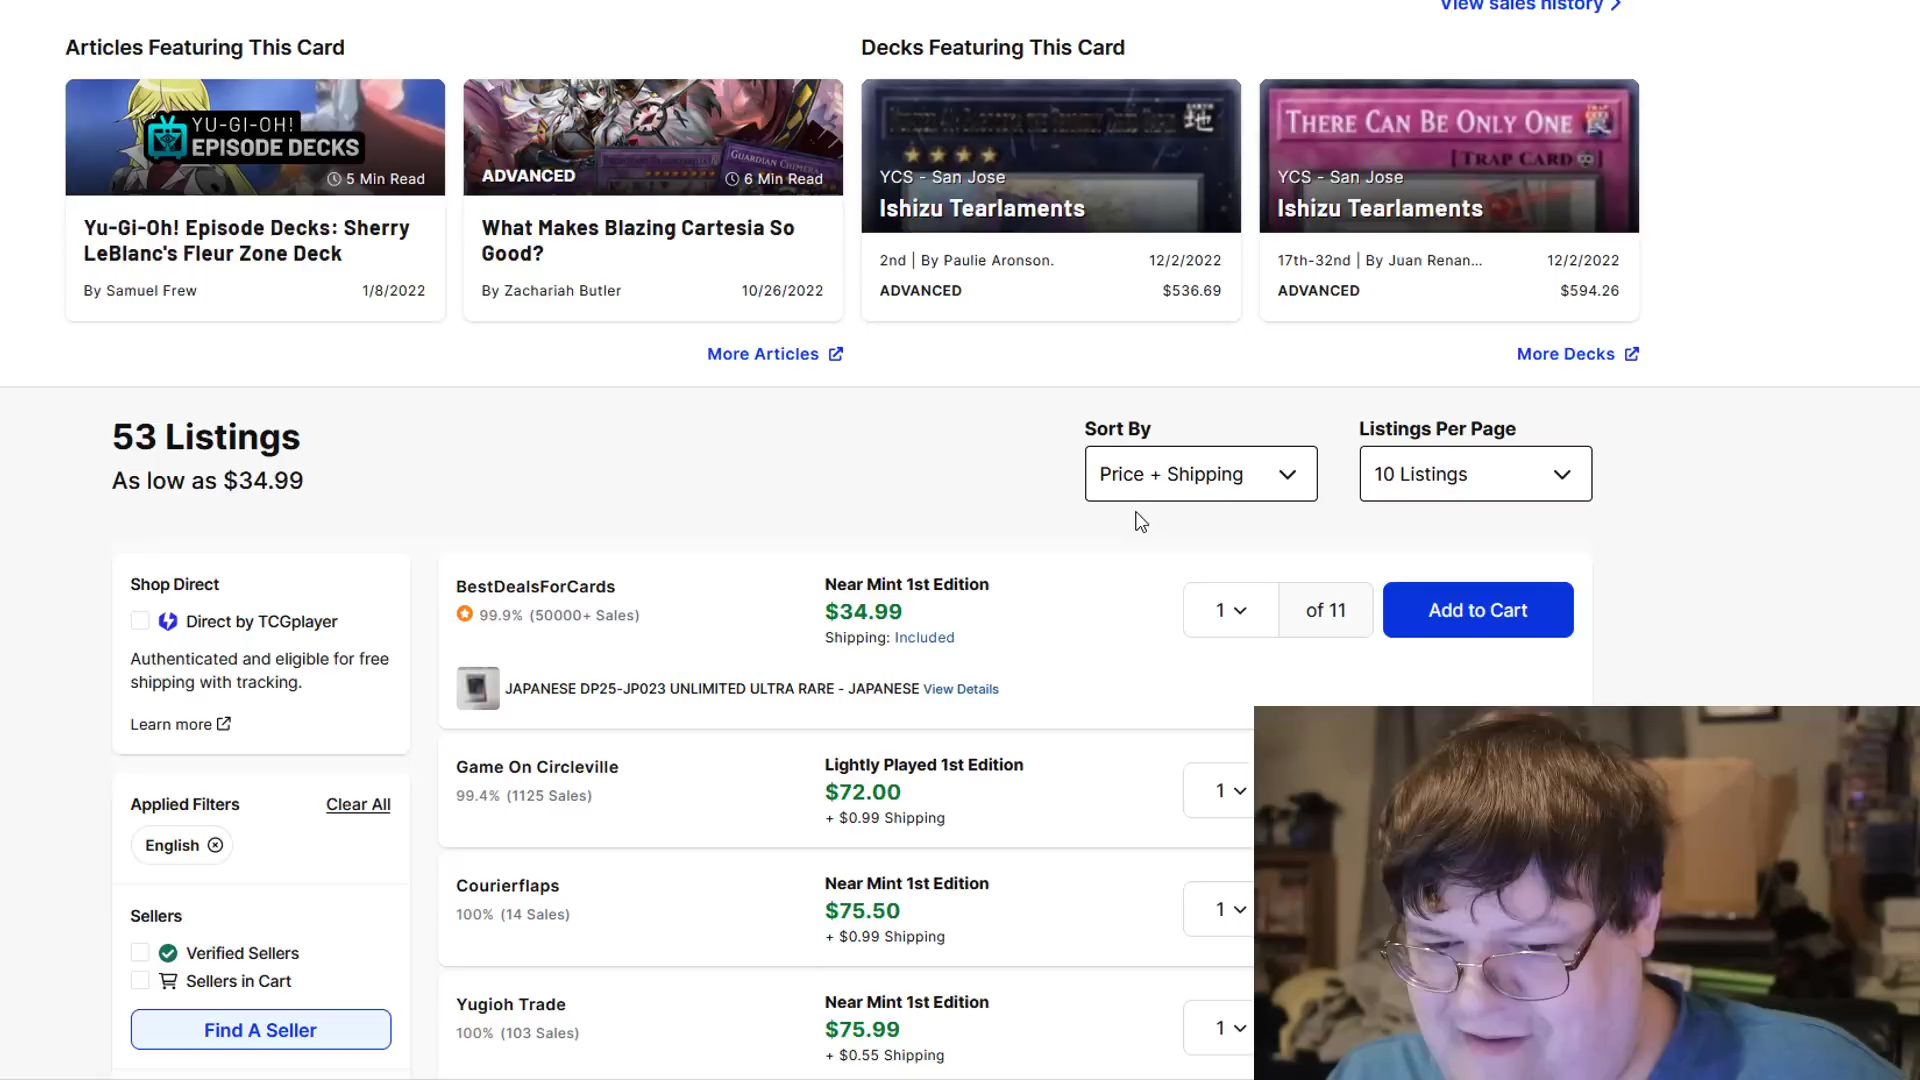 View sales history
Articles Featuring This Card
Decks Featuring This Card
YU-GI-OH!
EPISODE DECKS
5 Min Read
ADVANCED
GUARDIAN CHIMERA
6 Min Read
YCS - San Jose
Ishizu Tearlaments
THERE CAN BE ONLY ONE
[TRAP CARD]
YCS - San Jose
Ishizu Tearlaments
Yu-Gi-Oh! Episode Decks: Sherry
LeBlanc's Fleur Zone Deck
By Samuel Frew
1/8/2022
What Makes Blazing Cartesia So
Good?
By Zachariah Butler
10/26/2022
2nd | By Paulie Aronson.
12/2/2022
ADVANCED
$536.69
17th-32nd | By Juan Renan...
12/2/2022
ADVANCED
$594.26
More Articles
More Decks
53 Listings
As low as $34.99
Sort By
Price + Shipping
Listings Per Page
10 Listings
Shop Direct
Direct by TCGplayer
Authenticated and eligible for free
shipping with tracking.
Learn more
Applied Filters
Clear All
English
Sellers
Verified Sellers
Sellers in Cart
Find A Seller
BestDealsForCards
99.9% (50000+ Sales)
Near Mint 1st Edition
$34.99
Shipping: Included
1
of 11
Add to Cart
JAPANESE DP25-JP023 UNLIMITED ULTRA RARE - JAPANESE View Details
Game On Circleville
99.4% (1125 Sales)
Lightly Played 1st Edition
$72.00
+ $0.99 Shipping
1
Courierflaps
100% (14 Sales)
Near Mint 1st Edition
$75.50
+ $0.99 Shipping
1
Yugioh Trade
100% (103 Sales)
Near Mint 1st Edition
$75.99
+ $0.55 Shipping
1